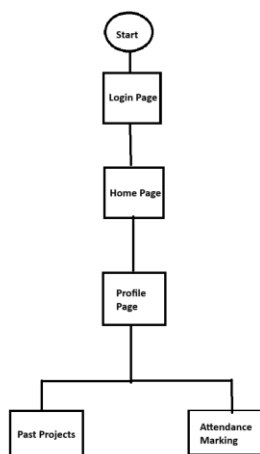 Start
Login Page
Home Page
Profile
Page
Past Projects
Attendance
Marking